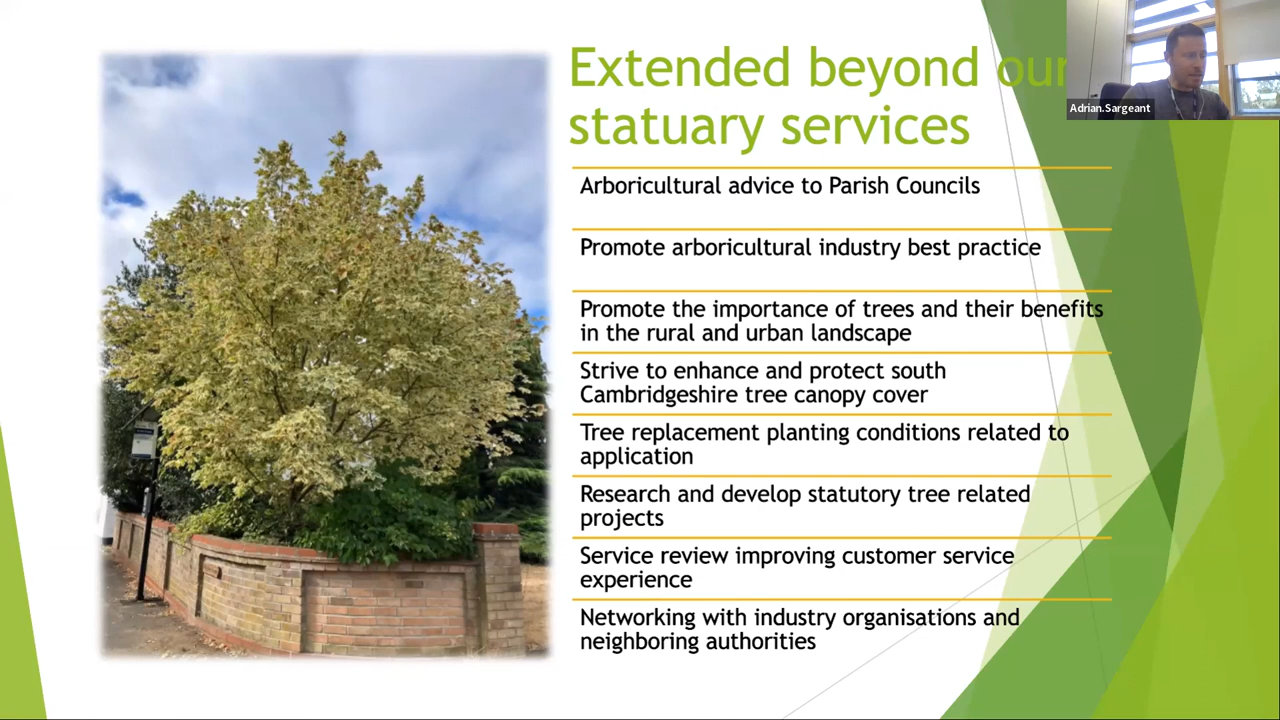 Extended beyond our
statuary services
Adrian.Sargeant
Arboricultural advice to Parish Councils
Promote arboricultural industry best practice
Promote the importance of trees and their benefits
in the rural and urban landscape
Strive to enhance and protect south
Cambridgeshire tree canopy cover
Tree replacement planting conditions related to
application
Research and develop statutory tree related
projects
Service review improving customer service
experience
Networking with industry organisations and
neighboring authorities